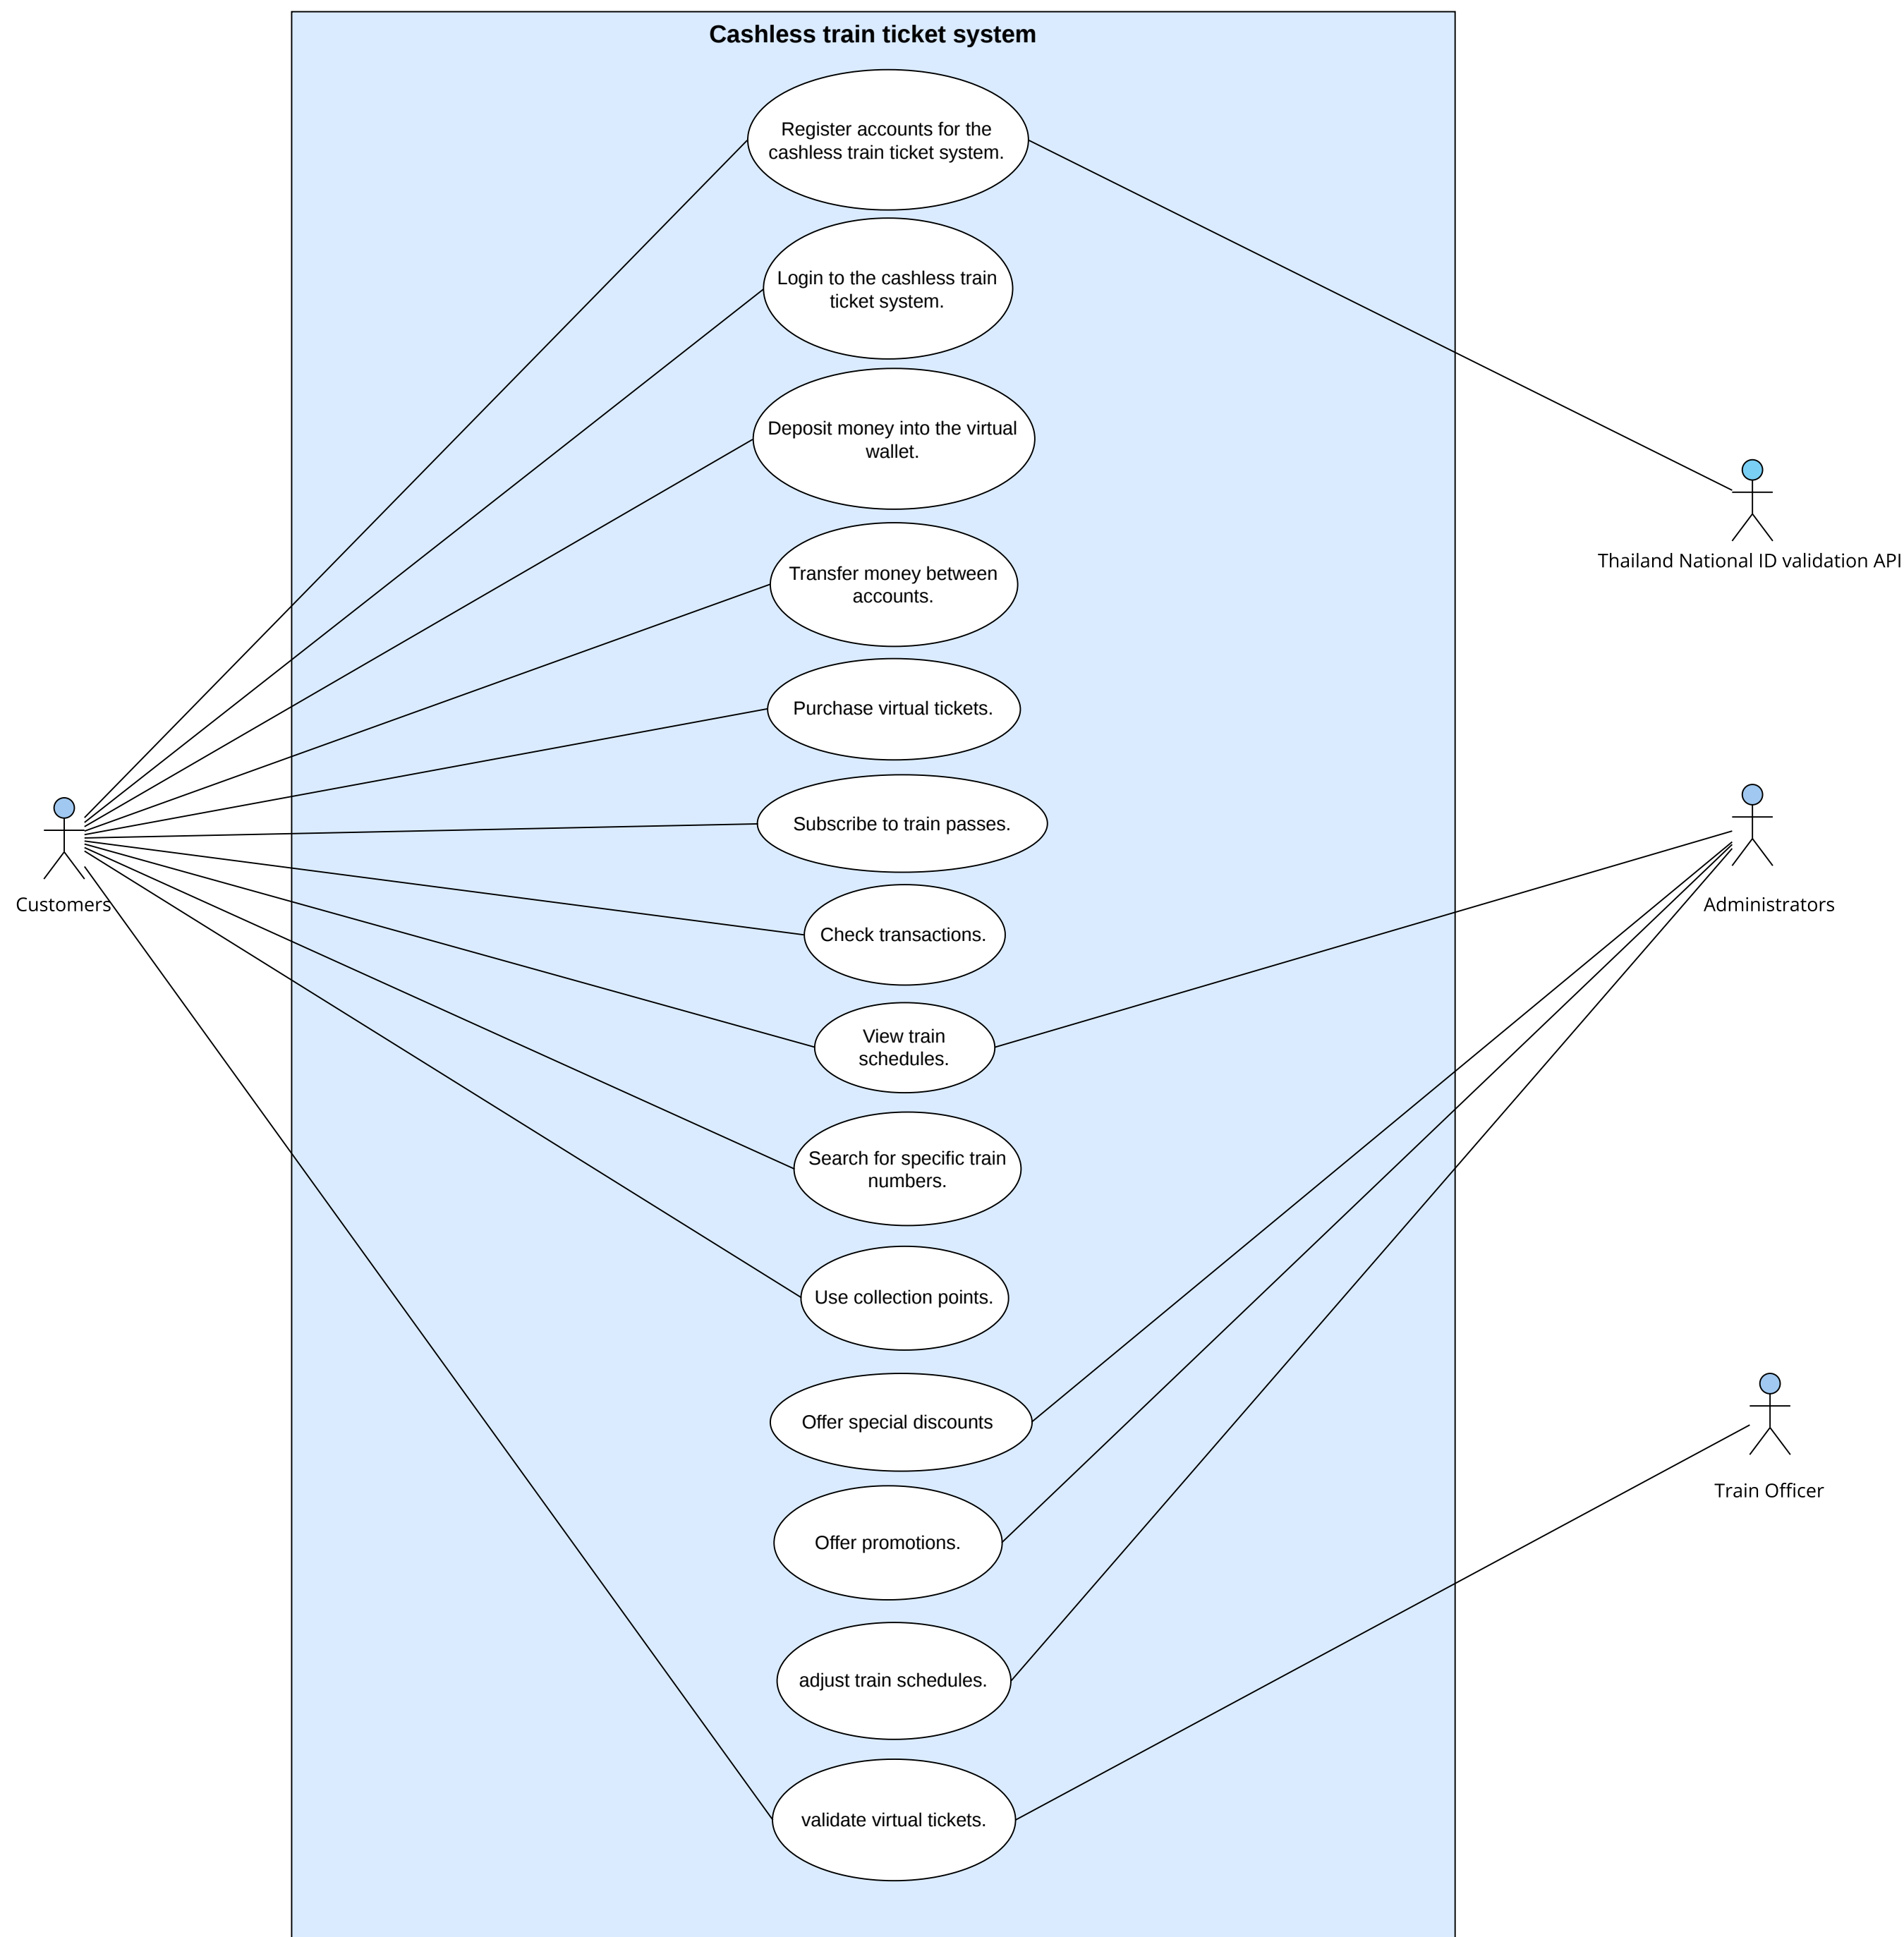 Cashless train ticket system
Register accounts for the
cashless train ticket system.
Login to the cashless train
ticket system.
Deposit money into the virtual
wallet.
Thailand National ID validation API
Transfer money between
accounts.
Purchase virtual tickets.
Subscribe to train passes.
Customers
Administrators
Check transactions.
View train
schedules.
Search for specific train
numbers.
Use collection points.
Offer special discounts
Train Officer
Offer promotions.
adjust train schedules.
validate virtual tickets.